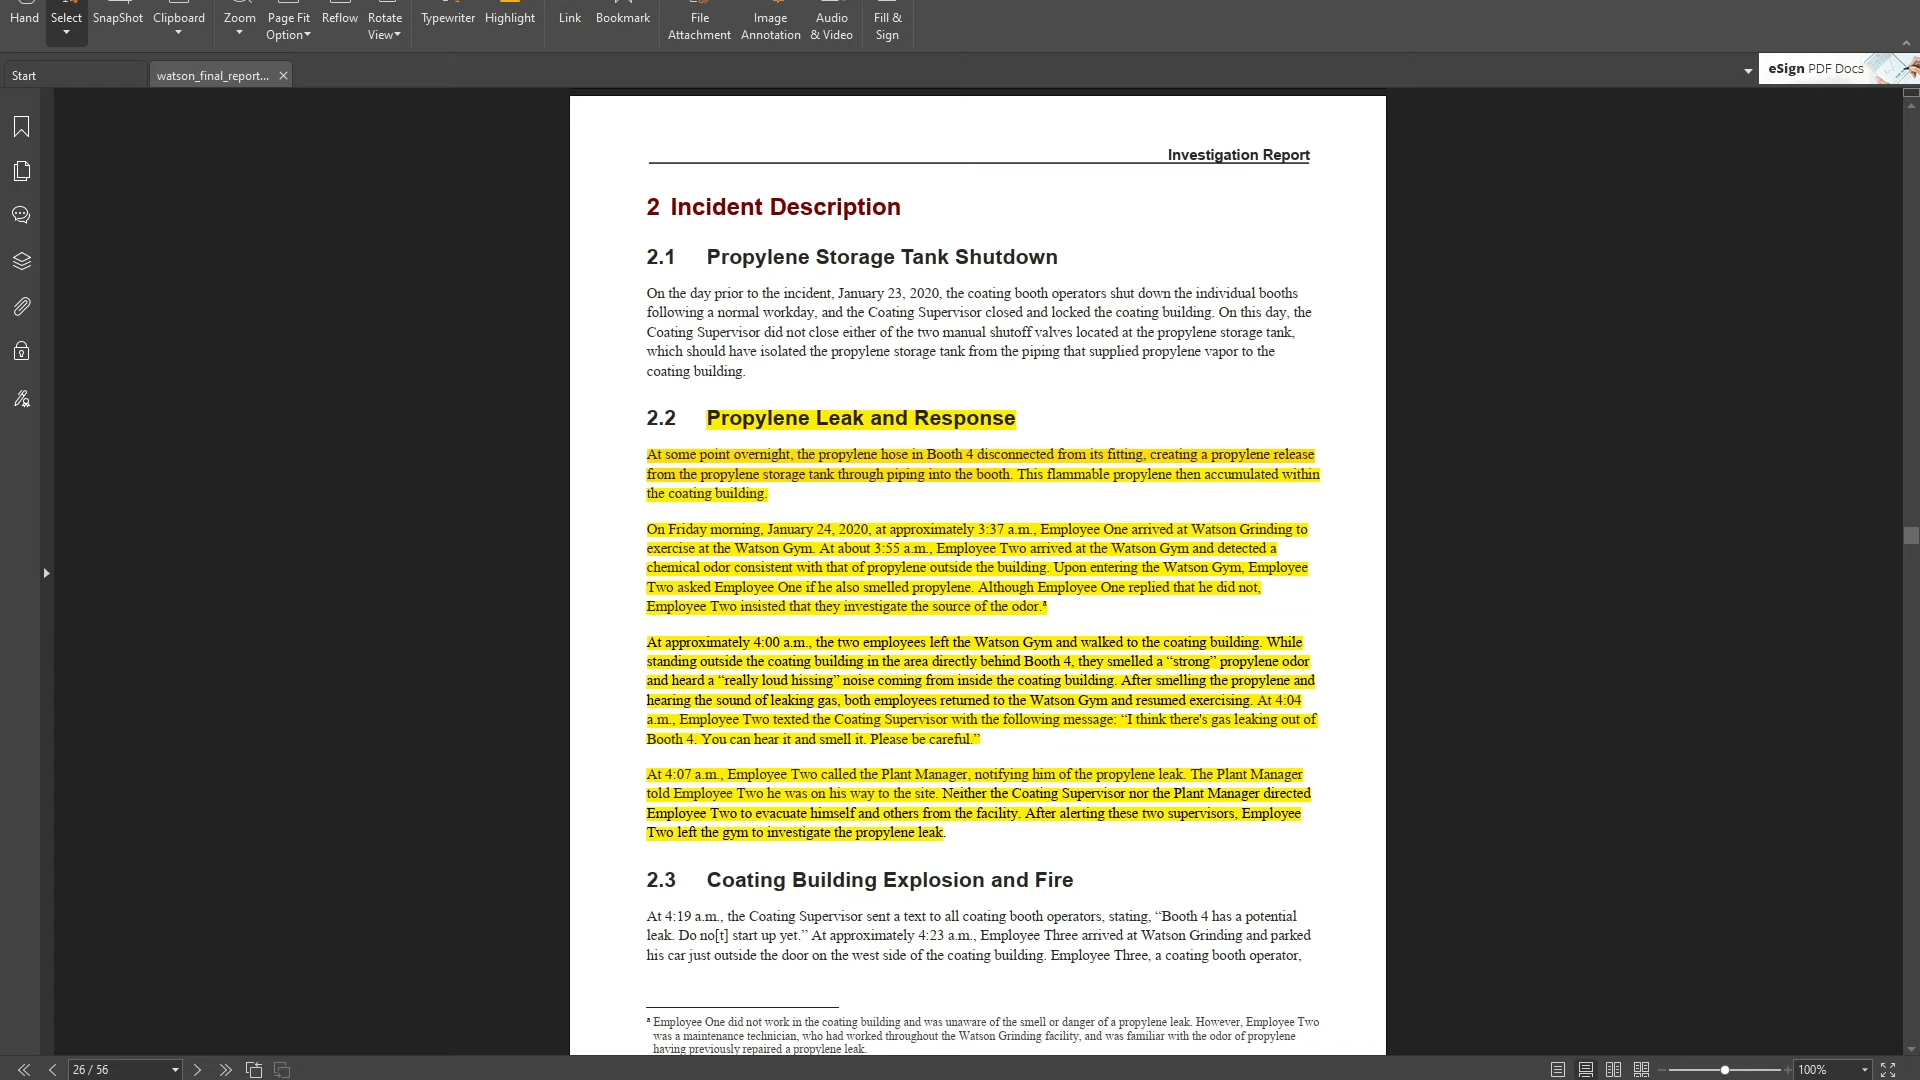 Hand Select SnapShot Clipboard Zoom Page Fit Option Reflow Rotate View Typewriter Highlight Link Bookmark File Attachment Image Annotation Audio & Video Fill & Sign
Start watson_final_report... eSign PDF Docs
Investigation Report
2 Incident Description
2.1 Propylene Storage Tank Shutdown
On the day prior to the incident, January 23, 2020, the coating booth operators shut down the individual booths
following a normal workday, and the Coating Supervisor closed and locked the coating building. On this day, the
Coating Supervisor did not close either of the two manual shutoff valves located at the propylene storage tank,
which should have isolated the propylene storage tank from the piping that supplied propylene vapor to the
coating building.
2.2 Propylene Leak and Response
At some point overnight, the propylene hose in Booth 4 disconnected from its fitting, creating a propylene release
from the propylene storage tank through piping into the booth. This flammable propylene then accumulated within
the coating building.
On Friday morning, January 24, 2020, at approximately 3:37 a.m., Employee One arrived at Watson Grinding to
exercise at the Watson Gym. At about 3:55 a.m., Employee Two arrived at the Watson Gym and detected a
chemical odor consistent with that of propylene outside the building. Upon entering the Watson Gym, Employee
Two asked Employee One if he also smelled propylene. Although Employee One replied that he did not,
Employee Two insisted that they investigate the source of the odor.ᵃ
At approximately 4:00 a.m., the two employees left the Watson Gym and walked to the coating building. While
standing outside the coating building in the area directly behind Booth 4, they smelled a “strong” propylene odor
and heard a “really loud hissing” noise coming from inside the coating building. After smelling the propylene and
hearing the sound of leaking gas, both employees returned to the Watson Gym and resumed exercising. At 4:04
a.m., Employee Two texted the Coating Supervisor with the following message: “I think there's gas leaking out of
Booth 4. You can hear it and smell it. Please be careful.”
At 4:07 a.m., Employee Two called the Plant Manager, notifying him of the propylene leak. The Plant Manager
told Employee Two he was on his way to the site. Neither the Coating Supervisor nor the Plant Manager directed
Employee Two to evacuate himself and others from the facility. After alerting these two supervisors, Employee
Two left the gym to investigate the propylene leak.
2.3 Coating Building Explosion and Fire
At 4:19 a.m., the Coating Supervisor sent a text to all coating booth operators, stating, “Booth 4 has a potential
leak. Do no[t] start up yet.” At approximately 4:23 a.m., Employee Three arrived at Watson Grinding and parked
his car just outside the door on the west side of the coating building. Employee Three, a coating booth operator,
ᵃ Employee One did not work in the coating building and was unaware of the smell or danger of a propylene leak. However, Employee Two
was a maintenance technician, who had worked throughout the Watson Grinding facility, and was familiar with the odor of propylene
having previously repaired a propylene leak.
26 / 56 100%